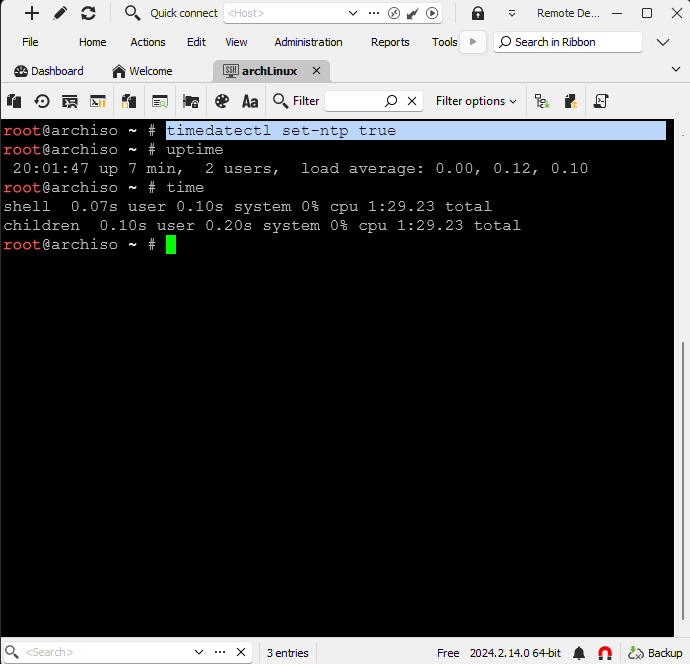 Quick connect <Host> Remote De...
File Home Actions Edit View Administration Reports Tools Search in Ribbon
Dashboard Welcome archLinux
Aa Filter Filter options
root@archiso ~ # timedatectl set-ntp true
root@archiso ~ # uptime
20:01:47 up 7 min, 2 users, load average: 0.00, 0.12, 0.10
root@archiso ~ # time
shell 0.07s user 0.10s system 0% cpu 1:29.23 total
children 0.10s user 0.20s system 0% cpu 1:29.23 total
root@archiso ~ #
<Search> 3 entries Free 2024.2.14.0 64-bit Backup